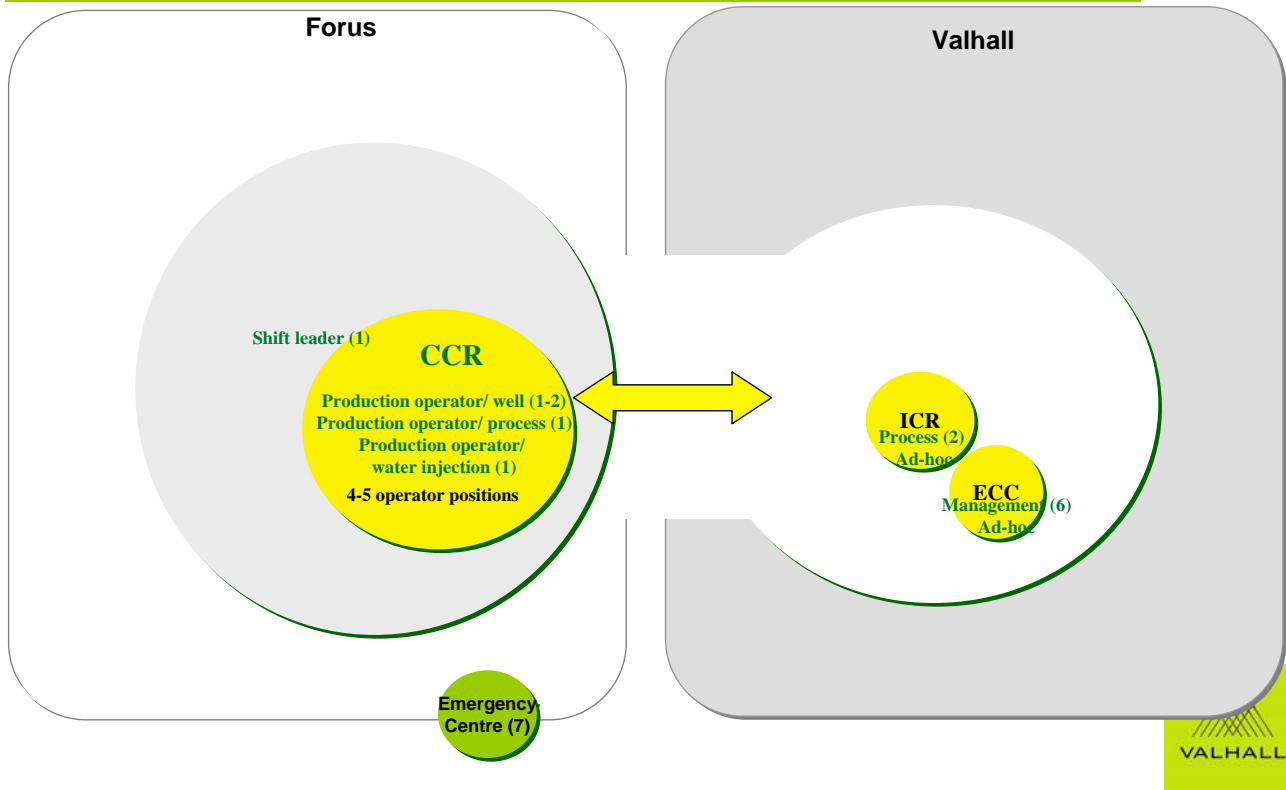 Forus
Valhall
Shift leader (1)
CCR
Production operator/ well (1-2)
Production operator/ process (1)
Production operator/
water injection (1)
4-5 operator positions
ICR
Process (2)
Ad-hoc
ECC
Management (6)
Ad-hoc
Emergency
Centre (7)
VALHALL